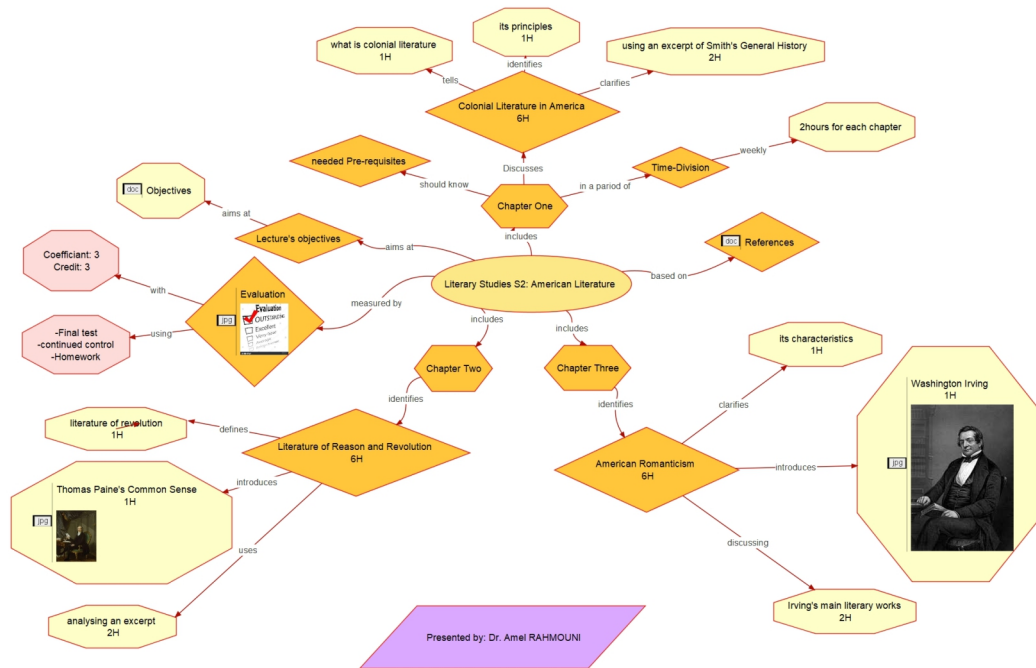 its principles
1H
what is colonial literature
1H
using an excerpt of Smith's General History
2H
identifies
tells
clarifies
Colonial Literature in America
6H
2hours for each chapter
weekly
needed Pre-requisites
Discusses
Time-Division
should know
in a period of
doc
Objectives
Chapter One
aims at
Lecture's objectives
aims at
includes
doc
References
Coefficiant: 3
Credit: 3
based on
Literary Studies S2: American Literature
with
Evaluation
jpg
Evaluation
OUTSTANDING
Excellent
Very Good
Average
measured by
using
-Final test
-continued control
-Homework
includes
includes
Chapter Two
Chapter Three
its characteristics
1H
identifies
identifies
clarifies
Washington Irving
1H
jpg
literature of revolution
1H
defines
Literature of Reason and Revolution
6H
American Romanticism
6H
introduces
introduces
Thomas Paine's Common Sense
1H
jpg
uses
discussing
analysing an excerpt
2H
Irving's main literary works
2H
Presented by: Dr. Amel RAHMOUNI